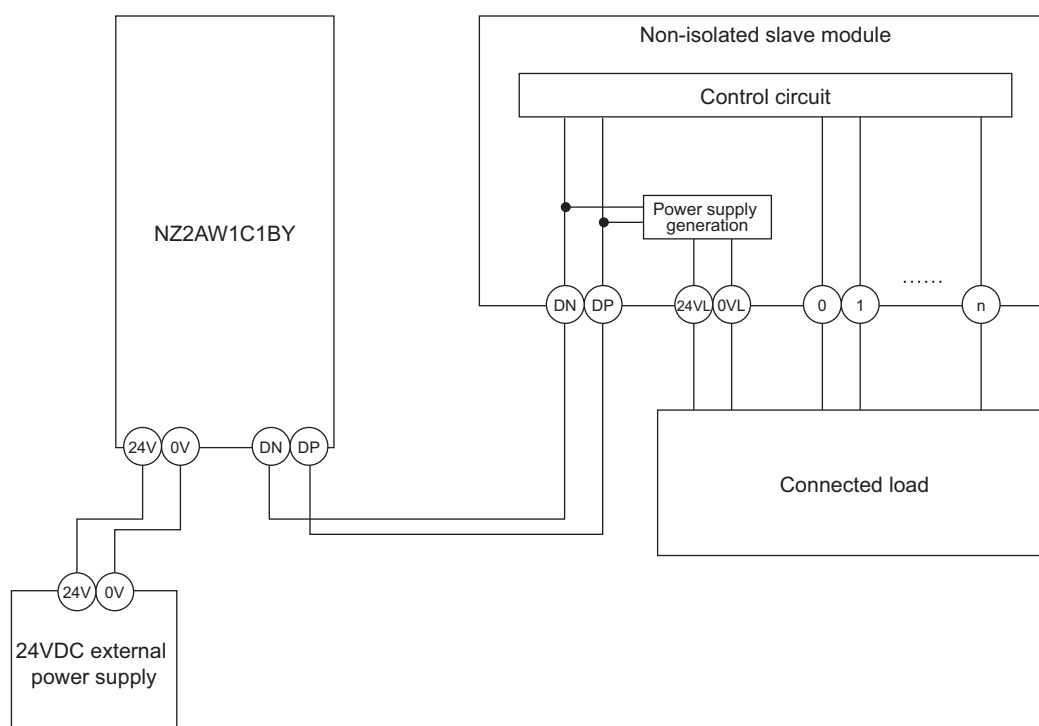 Non-isolated slave module
Control circuit
NZ2AW1C1BY
Power supply
generation
......
DN DP 24VL 0VL 0 1 n
24V 0V DN DP
Connected load
24V 0V
24VDC external
power supply